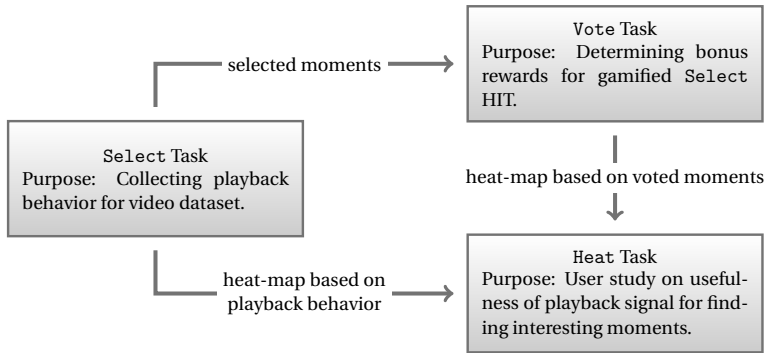 Vote Task
Purpose: Determining bonus
rewards for gamified Select
HIT.
selected moments
Select Task
Purpose: Collecting playback
behavior for video dataset.
heat-map based on voted moments
heat-map based on
playback behavior
Heat Task
Purpose: User study on useful-
ness of playback signal for find-
ing interesting moments.